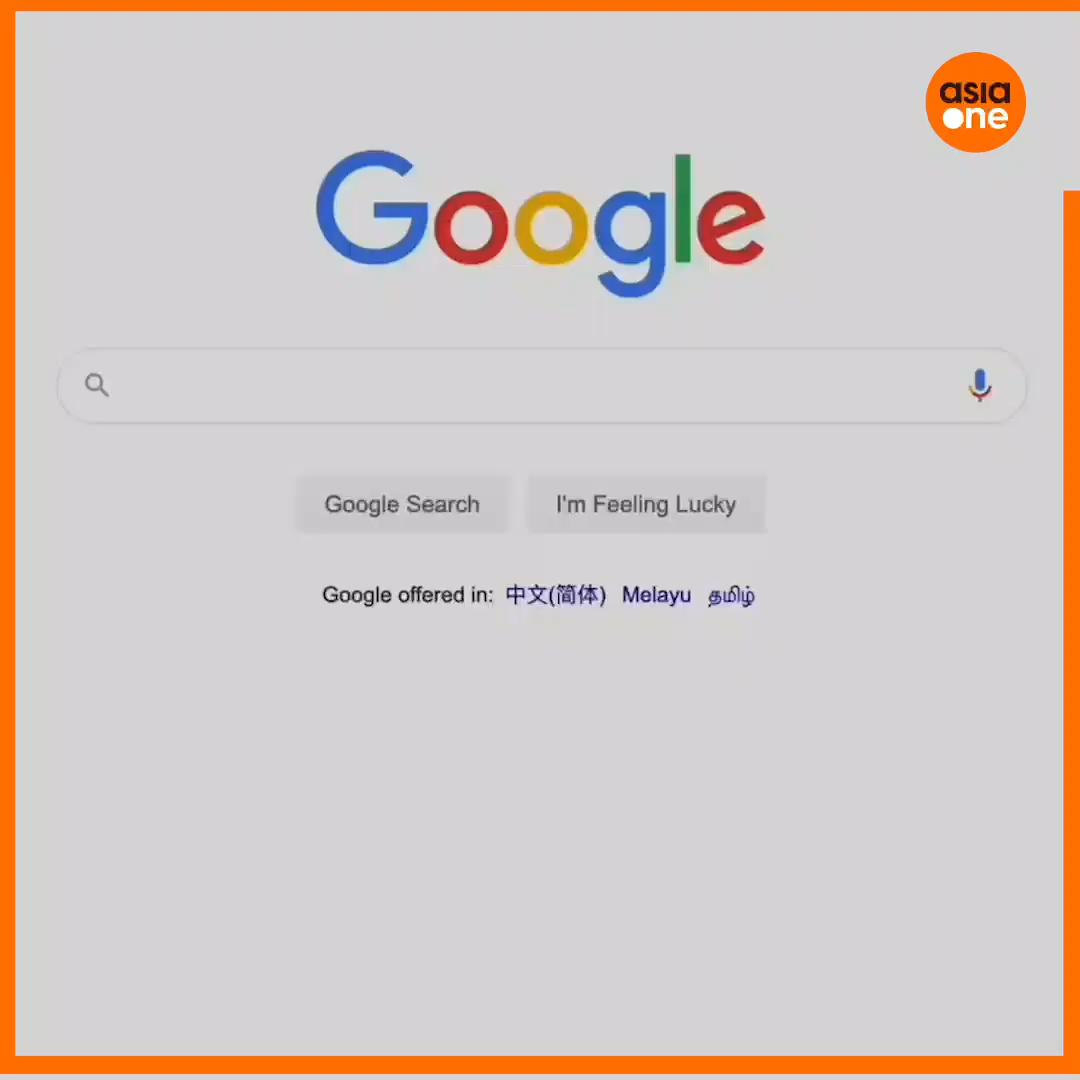 asia
one
Google
Google Search
I'm Feeling Lucky
Google offered in: 中文(简体) Melayu தமிழ்